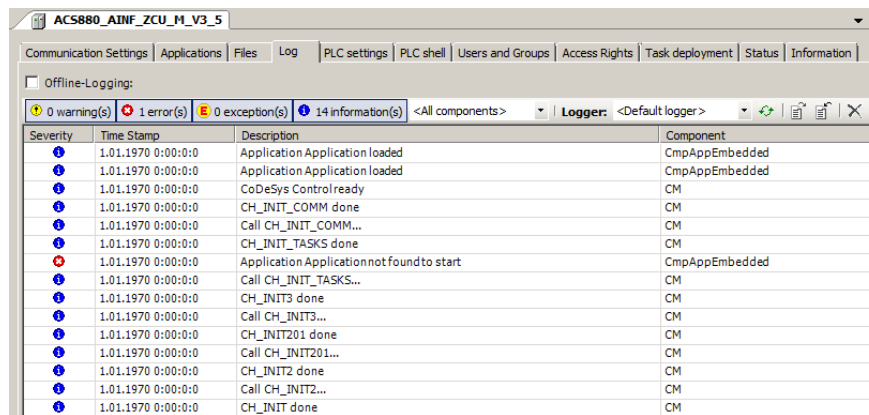 ACS880_AINF_ZCU_M_V3_5
Communication Settings Applications Files Log PLC settings PLC shell Users and Groups Access Rights Task deployment Status Information
Offline-Logging:
0 warning(s) 1 error(s) E 0 exception(s) 14 information(s) <All components> Logger: <Default logger>
Severity Time Stamp Description Component
1.01.1970 0:00:0:0 Application Application loaded CmpAppEmbedded
1.01.1970 0:00:0:0 Application Application loaded CmpAppEmbedded
1.01.1970 0:00:0:0 CoDeSys Control ready CM
1.01.1970 0:00:0:0 CH_INIT_COMM done CM
1.01.1970 0:00:0:0 Call CH_INIT_COMM... CM
1.01.1970 0:00:0:0 CH_INIT_TASKS done CM
1.01.1970 0:00:0:0 Application Application not found to start CmpAppEmbedded
1.01.1970 0:00:0:0 Call CH_INIT_TASKS... CM
1.01.1970 0:00:0:0 CH_INIT3 done CM
1.01.1970 0:00:0:0 Call CH_INIT3... CM
1.01.1970 0:00:0:0 CH_INIT201 done CM
1.01.1970 0:00:0:0 Call CH_INIT201... CM
1.01.1970 0:00:0:0 CH_INIT2 done CM
1.01.1970 0:00:0:0 Call CH_INIT2... CM
1.01.1970 0:00:0:0 CH_INIT done CM